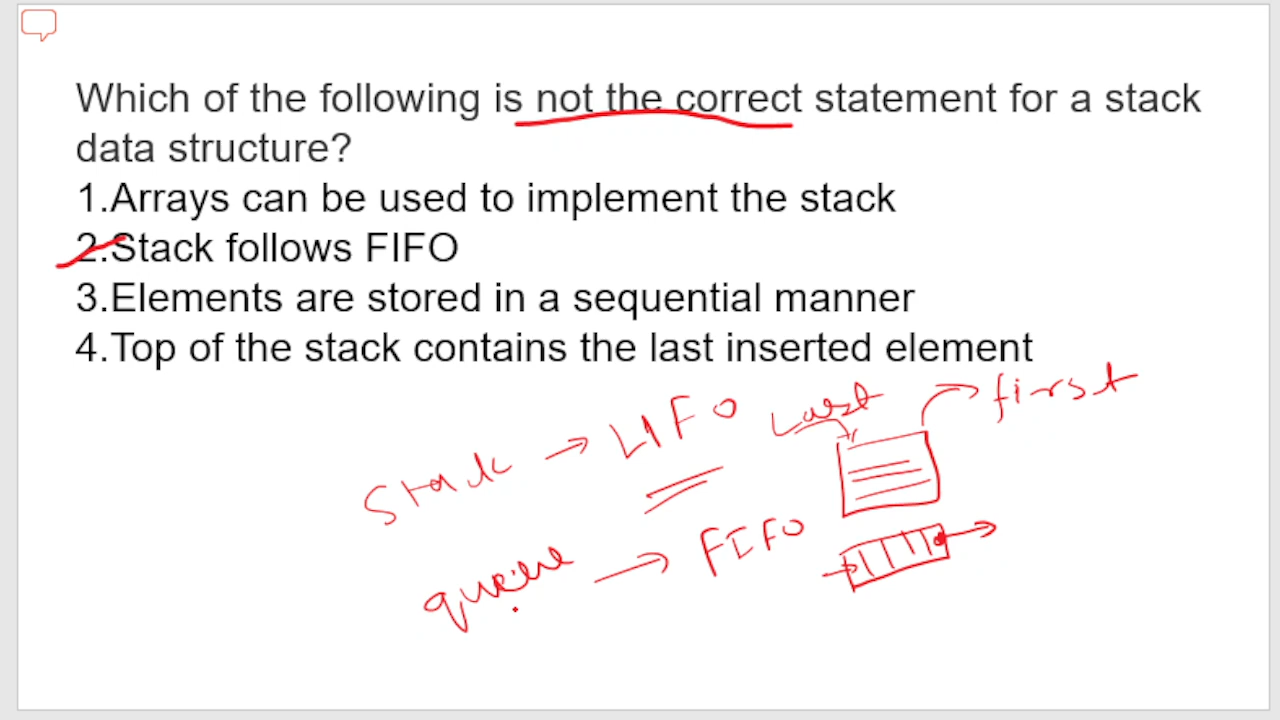 Which of the following is not the correct statement for a stack
data structure?
1.Arrays can be used to implement the stack
2.Stack follows FIFO
3.Elements are stored in a sequential manner
4.Top of the stack contains the last inserted element
Last first
Stack → LIFO
queue → FIFO